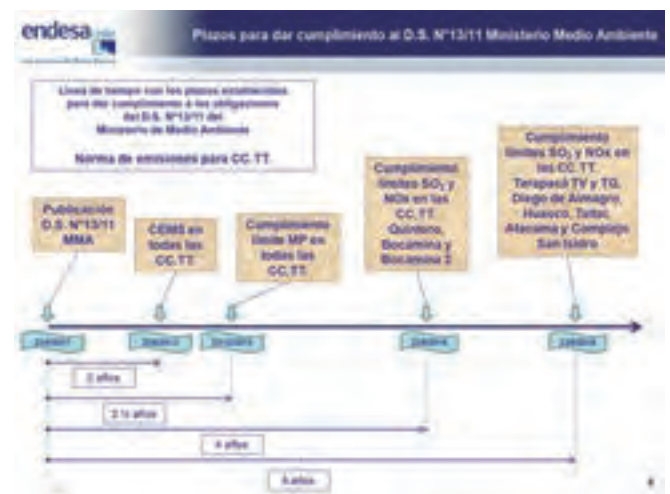 endesa chile
Plazos para dar cumplimiento al D.S. N°13/11 Ministerio Medio Ambiente
Línea de tiempo con los plazos establecidos
para dar cumplimiento a las obligaciones
del D.S. N°13/11 del
Ministerio de Medio Ambiente
Norma de emisiones para CC.TT.
Publicación
D.S. N°13/11
MMA
CEMS en
todas las
CC.TT.
Cumplimiento
límite MP en
todas las
CC.TT.
Cumplimiento
límites SO₂ y
NOx en las
CC.TT.
Quintero,
Bocamina y
Bocamina 2
Cumplimiento
límites SO₂ y NOx en
las CC.TT.
Tarapacá TV y TG,
Diego de Almagro,
Huasco, Taltal,
Atacama y Complejo
San Isidro
2 años
2 ½ años
4 años
5 años